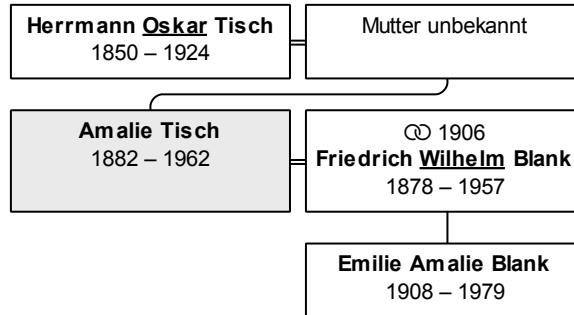 Herrmann Oskar Tisch
1850 – 1924
Mutter unbekannt
Amalie Tisch
1882 – 1962
⚭ 1906
Friedrich Wilhelm Blank
1878 – 1957
Emilie Amalie Blank
1908 – 1979